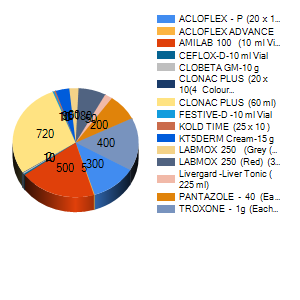 ACLOFLEX - P (20 x 1...
ACLOFLEX ADVANCE
AMILAB 100 (10 ml Vi...
CEFLOX-D-10 ml Vial
CLOBETA GM-10 g
CLONAC PLUS (20 x
10(4 Colour...
CLONAC PLUS (60 ml)
FESTIVE-D -10 ml Vial
KOLD TIME (25 x 10 )
KT5DERM Cream-15 g
LABMOX 250 (Grey (...
LABMOX 250 (Red) (3...
Livergard -Liver Tonic (
225 ml)
PANTAZOLE - 40 (Ea...
TROXONE - 1g (Each...
720
200
400
300
5
500